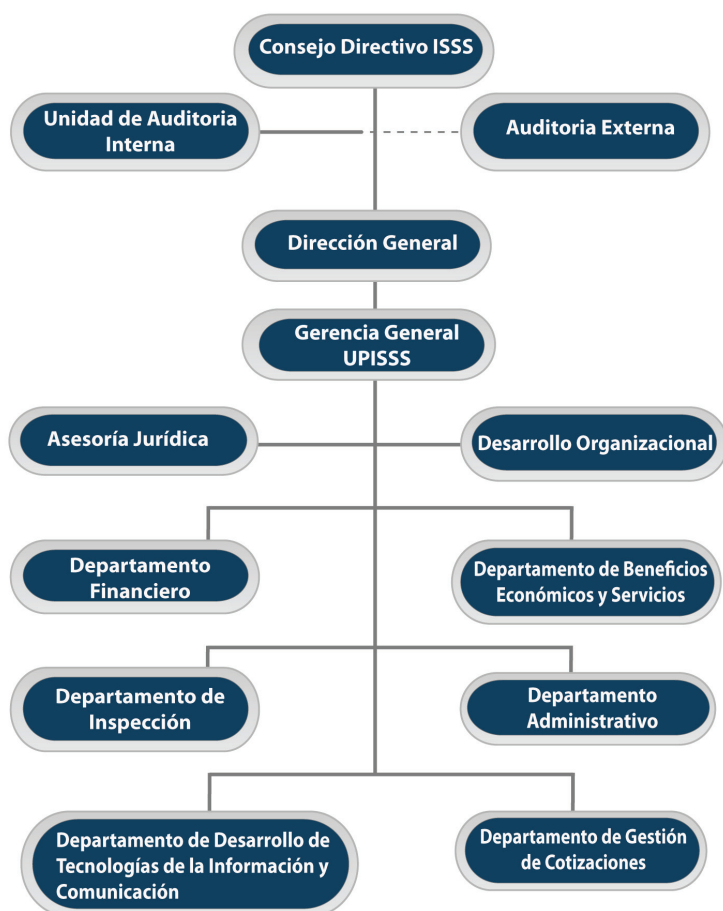 Consejo Directivo ISSS
Unidad de Auditoria
Interna
Auditoria Externa
Dirección General
Gerencia General
UPISSS
Asesoría Jurídica
Desarrollo Organizacional
Departamento
Financiero
Departamento de Beneficios
Económicos y Servicios
Departamento de
Inspección
Departamento
Administrativo
Departamento de Desarrollo de
Tecnologías de la Información y
Comunicación
Departamento de Gestión
de Cotizaciones